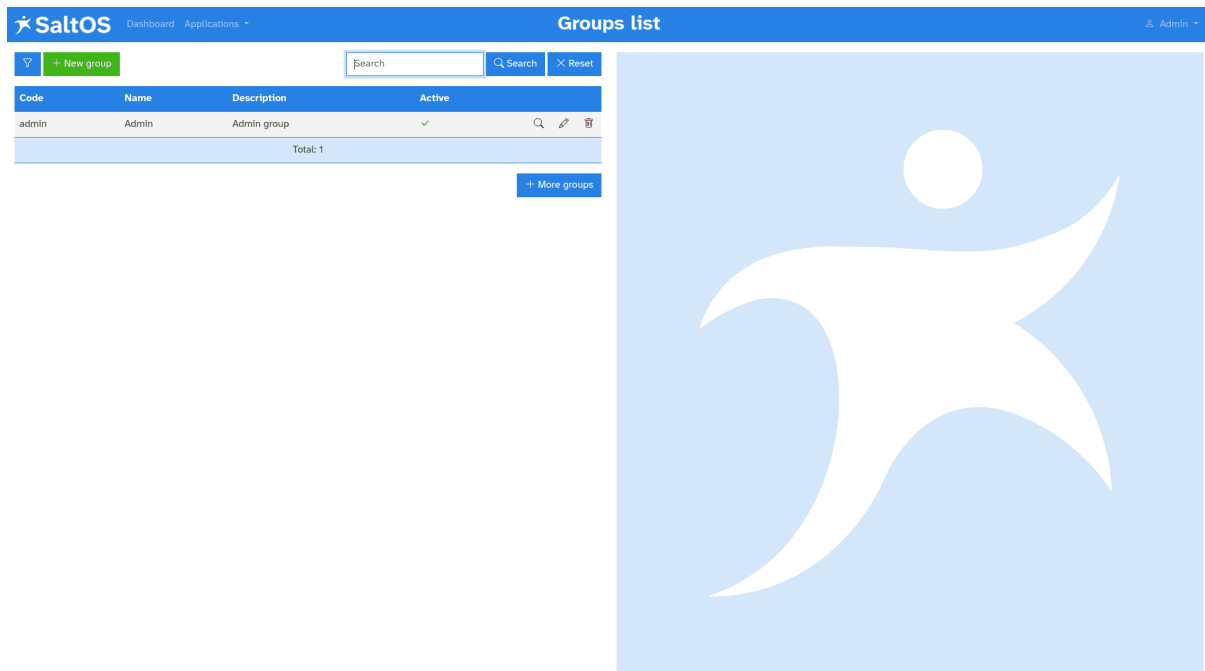 SaltOS Dashboard Applications Groups list Admin
+ New group Search Search Reset
Code Name Description Active
admin Admin Admin group
Total: 1
+ More groups